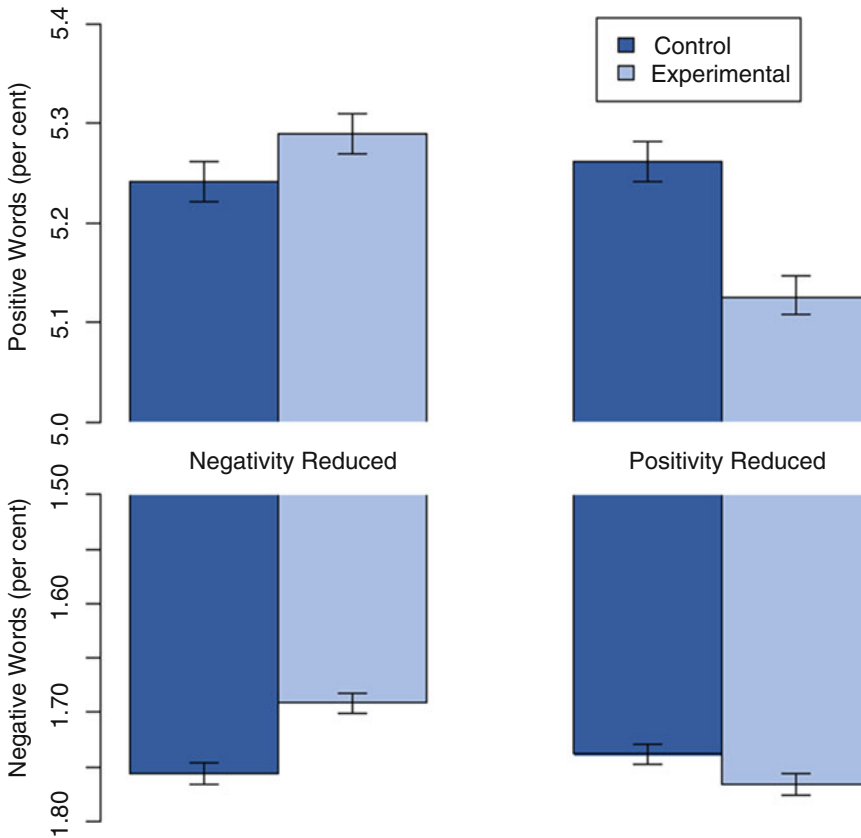 Positive Words (per cent)
5.4
5.3
5.2
5.1
5.0
Control
Experimental
Negativity Reduced
Positivity Reduced
Negative Words (per cent)
1.50
1.60
1.70
1.80